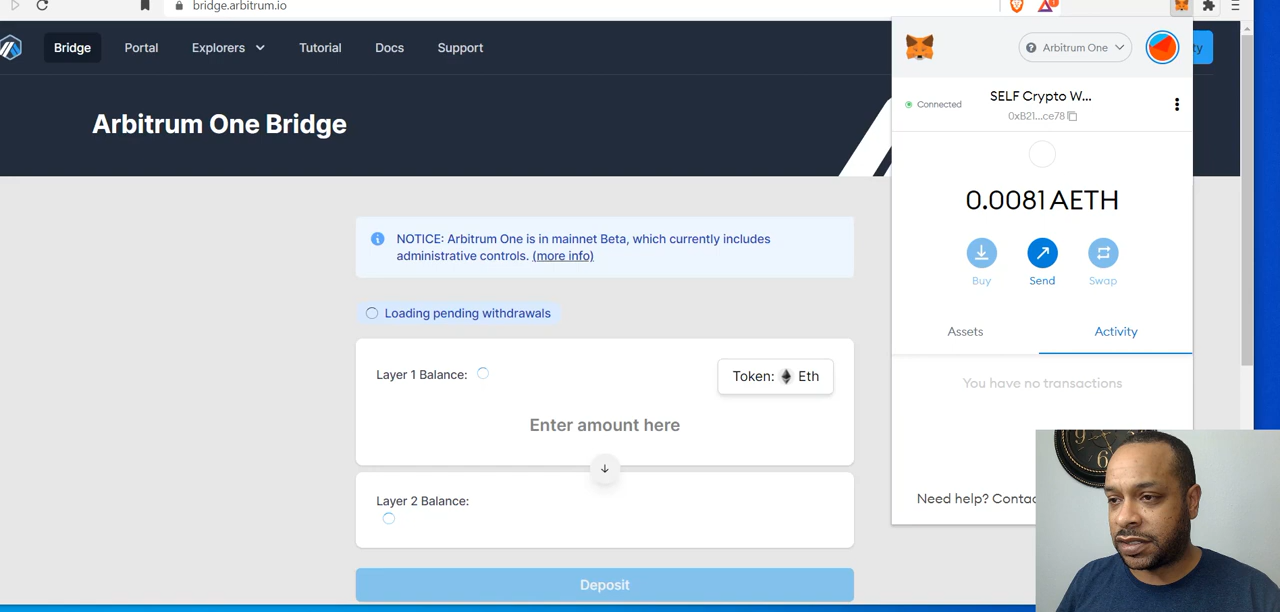 bridge.arbitrum.io
1
Bridge
Portal
Explorers
Tutorial
Docs
Support
ty
Arbitrum One Bridge
NOTICE: Arbitrum One is in mainnet Beta, which currently includes
administrative controls. (more info)
Loading pending withdrawals
Layer 1 Balance:
Token: Eth
Enter amount here
Layer 2 Balance:
Deposit
Arbitrum One
Connected
SELF Crypto W...
0xB21...ce78
0.0081 AETH
Buy
Send
Swap
Assets
Activity
You have no transactions
Need help? Contac
6